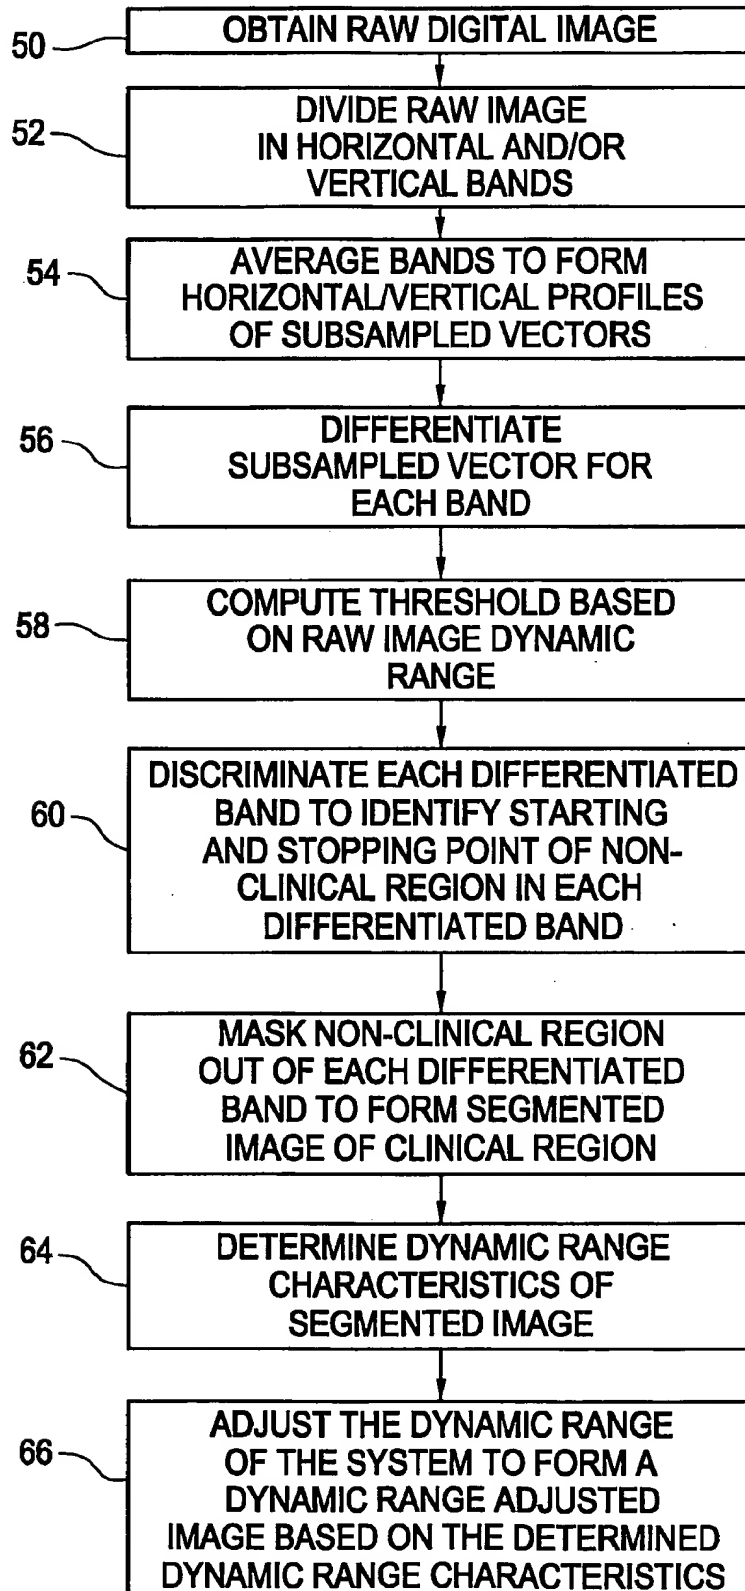 50
OBTAIN RAW DIGITAL IMAGE
52
DIVIDE RAW IMAGE
IN HORIZONTAL AND/OR
VERTICAL BANDS
54
AVERAGE BANDS TO FORM
HORIZONTAL/VERTICAL PROFILES
OF SUBSAMPLED VECTORS
56
DIFFERENTIATE
SUBSAMPLED VECTOR FOR
EACH BAND
58
COMPUTE THRESHOLD BASED
ON RAW IMAGE DYNAMIC
RANGE
60
DISCRIMINATE EACH DIFFERENTIATED
BAND TO IDENTIFY STARTING
AND STOPPING POINT OF NON-
CLINICAL REGION IN EACH
DIFFERENTIATED BAND
62
MASK NON-CLINICAL REGION
OUT OF EACH DIFFERENTIATED
BAND TO FORM SEGMENTED
IMAGE OF CLINICAL REGION
64
DETERMINE DYNAMIC RANGE
CHARACTERISTICS OF
SEGMENTED IMAGE
66
ADJUST THE DYNAMIC RANGE
OF THE SYSTEM TO FORM A
DYNAMIC RANGE ADJUSTED
IMAGE BASED ON THE DETERMINED
DYNAMIC RANGE CHARACTERISTICS